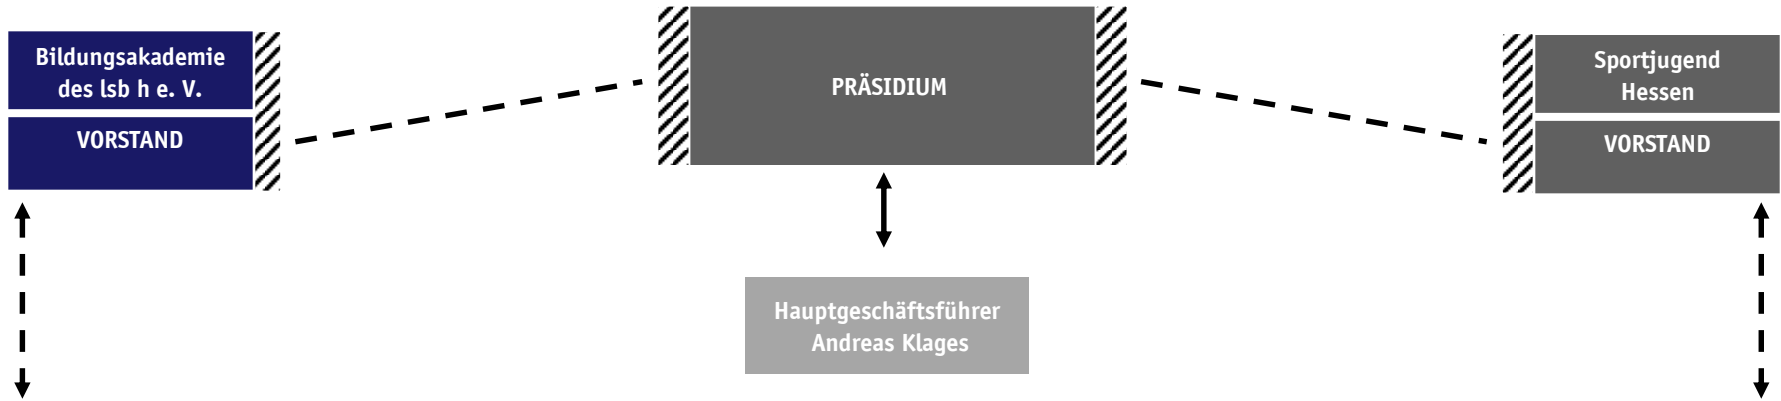 Bildungsakademie
des lsb h e. V.
VORSTAND
PRÄSIDIUM
Sportjugend
Hessen
VORSTAND
Hauptgeschäftsführer
Andreas Klages